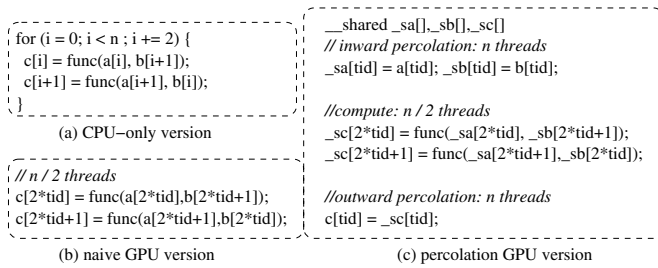 for (i = 0; i < n ; i += 2) {
c[i] = func(a[i], b[i+1]);
c[i+1] = func(a[i+1], b[i]);
}
(a) CPU−only version
// n / 2 threads
c[2*tid] = func(a[2*tid],b[2*tid+1]);
c[2*tid+1] = func(a[2*tid+1],b[2*tid]);
(b) naive GPU version
__shared _sa[],_sb[],_sc[]
// inward percolation: n threads
_sa[tid] = a[tid]; _sb[tid] = b[tid];
//compute: n / 2 threads
_sc[2*tid] = func(_sa[2*tid], _sb[2*tid+1]);
_sc[2*tid+1] = func(_sa[2*tid+1],_sb[2*tid]);
//outward percolation: n threads
c[tid] = _sc[tid];
(c) percolation GPU version